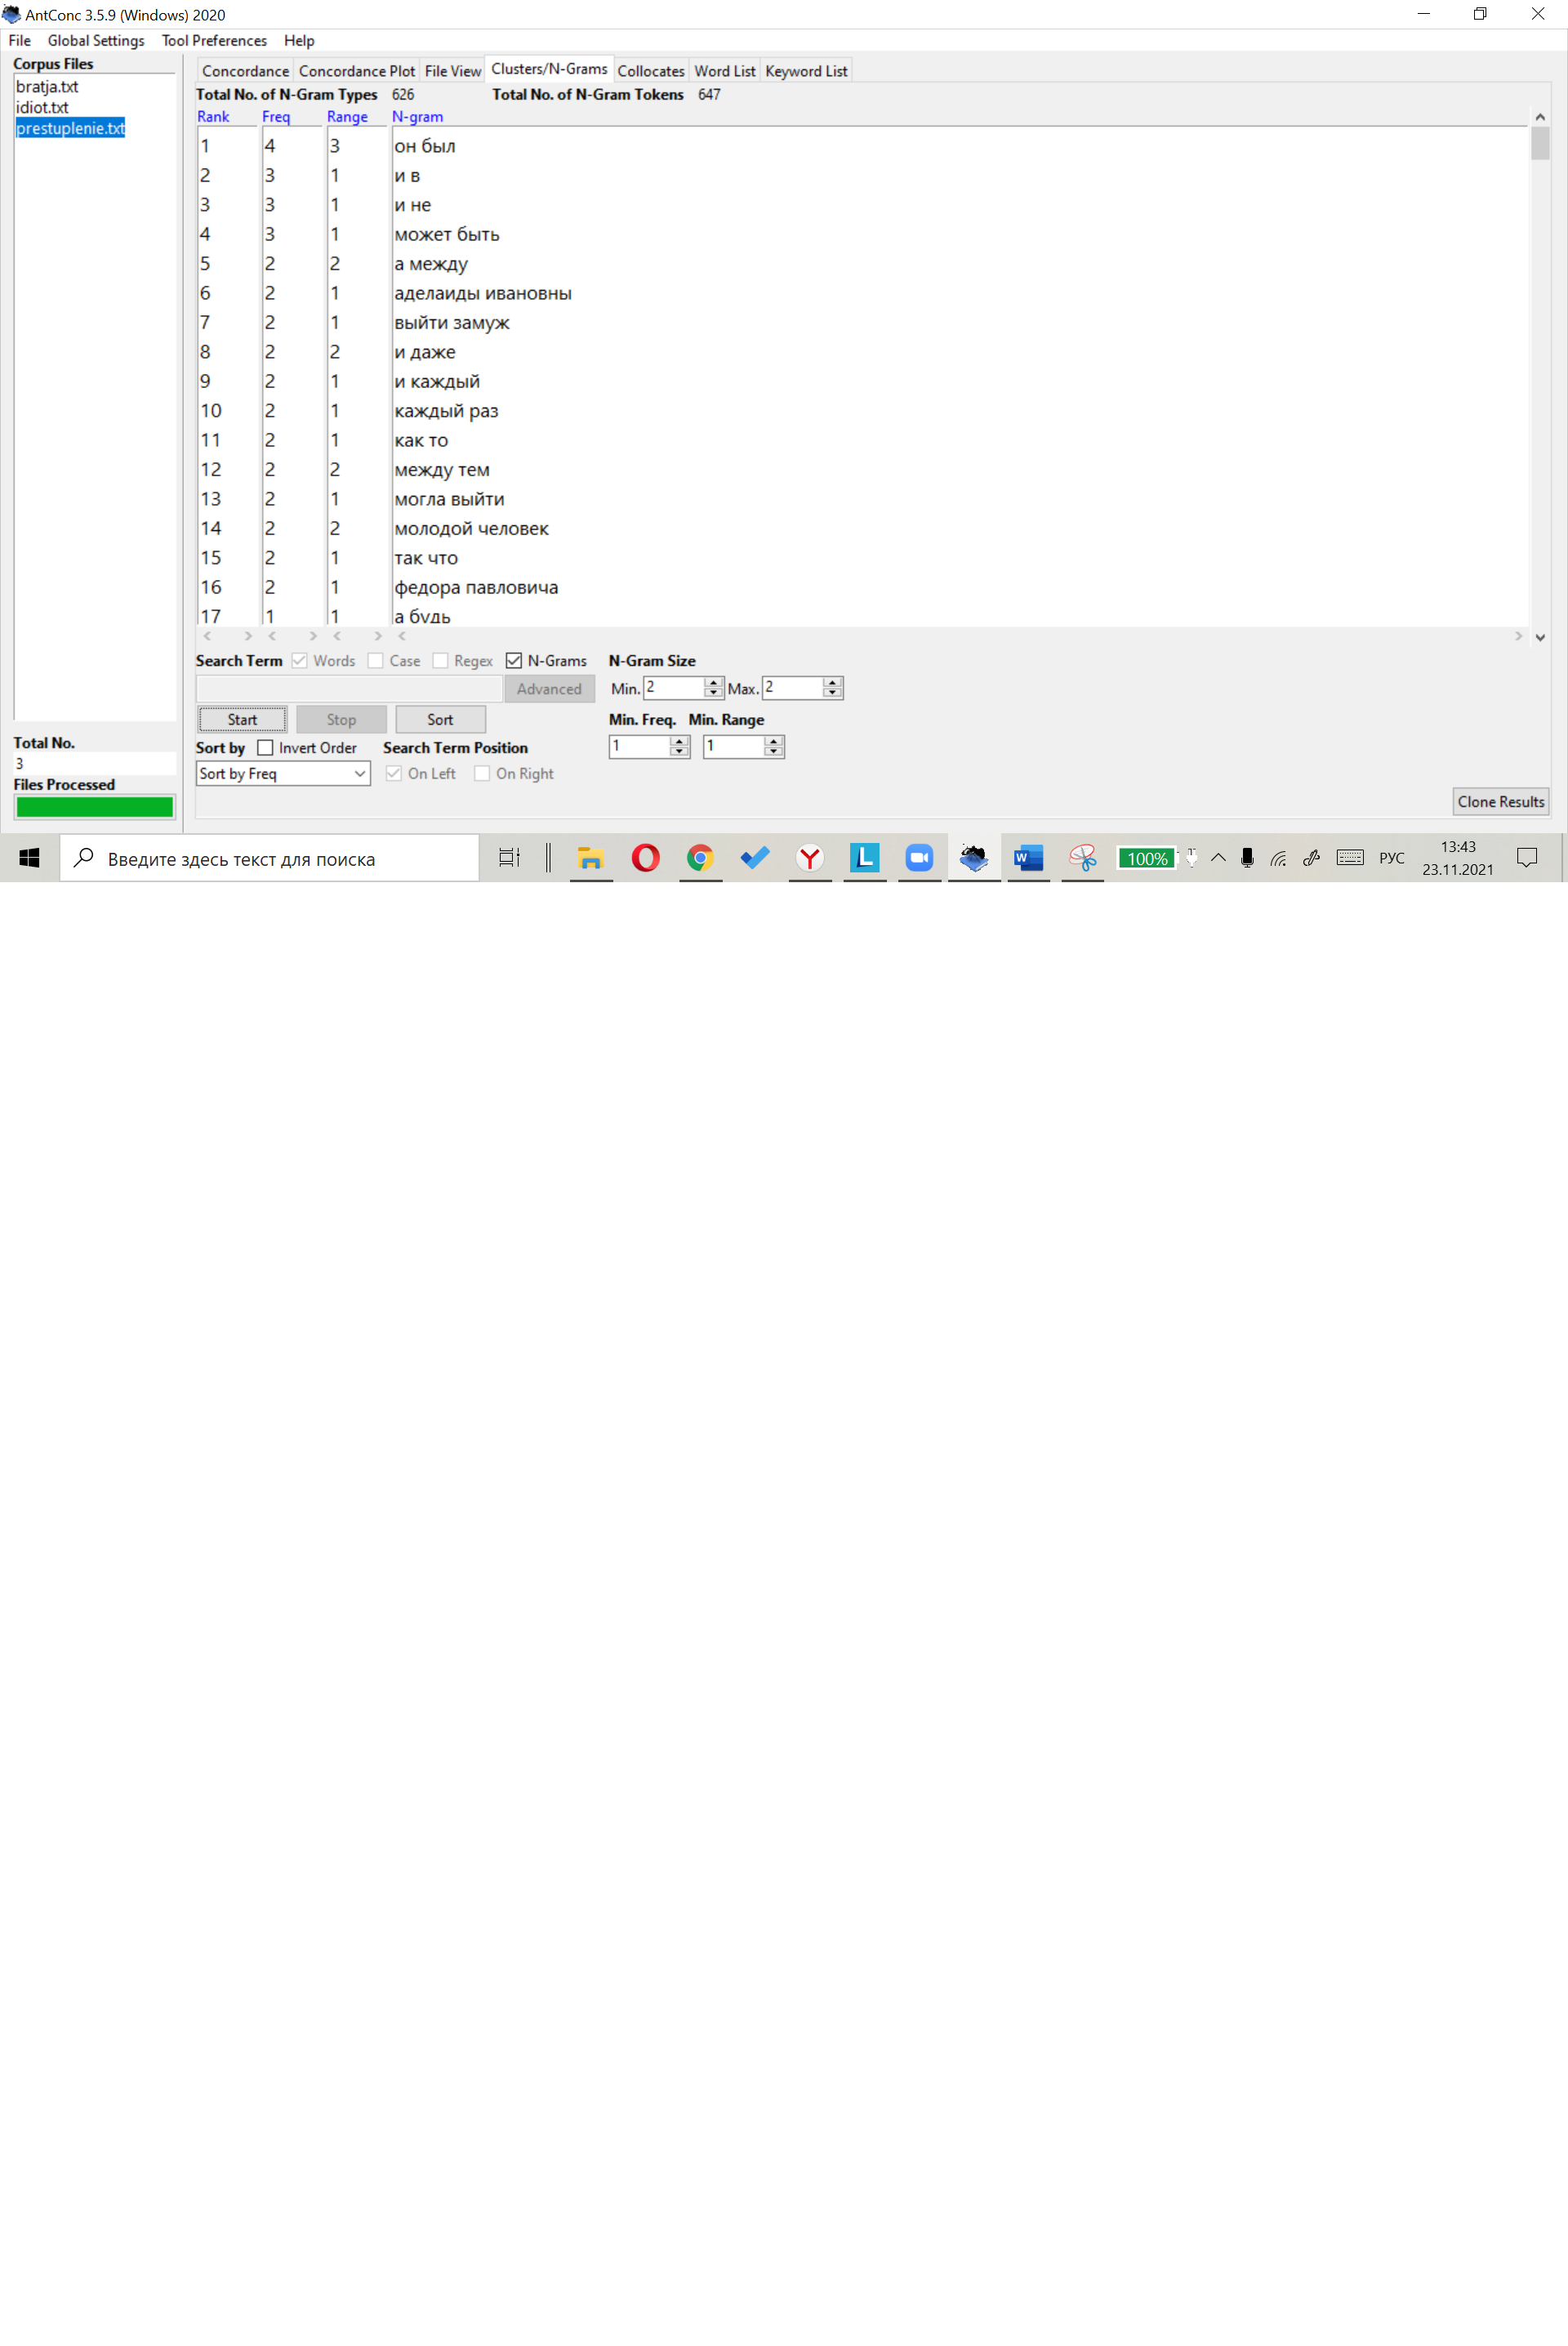 AntConc 3.5.9 (Windows) 2020
File Global Settings Tool Preferences Help
Corpus Files
bratja.txt
idiot.txt
prestuplenie.txt
Total No.
3
Files Processed
Concordance Concordance Plot File View Clusters/N-Grams Collocates Word List Keyword List
Total No. of N-Gram Types 626 Total No. of N-Gram Tokens 647
Rank Freq Range N-gram
1 4 3 он был
2 3 1 и в
3 3 1 и не
4 3 1 может быть
5 2 2 а между
6 2 1 аделаиды ивановны
7 2 1 выйти замуж
8 2 2 и даже
9 2 1 и каждый
10 2 1 каждый раз
11 2 1 как то
12 2 2 между тем
13 2 1 могла выйти
14 2 2 молодой человек
15 2 1 так что
16 2 1 федора павловича
17 1 1 а будь
Search Term Words Case Regex N-Grams N-Gram Size
Advanced Min. 2 Max. 2
Start Stop Sort Min. Freq. Min. Range
Sort by Invert Order Search Term Position 1 1
Sort by Freq On Left On Right
Clone Results
Введите здесь текст для поиска
100%
РУС
13:43
23.11.2021